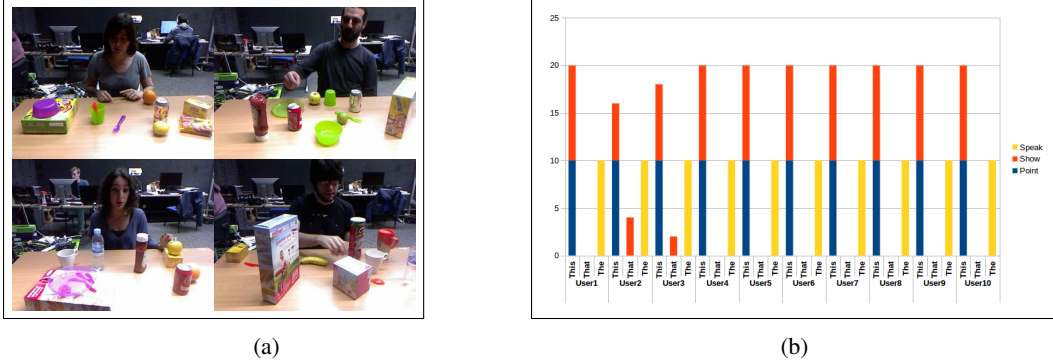 25
20
15
10
5
0
This That The This That The This That The This That The This That The This That The This That The This That The This That The This That The
User1 User2 User3 User4 User5 User6 User7 User8 User9 User10
Speak
Show
Point
(a) (b)